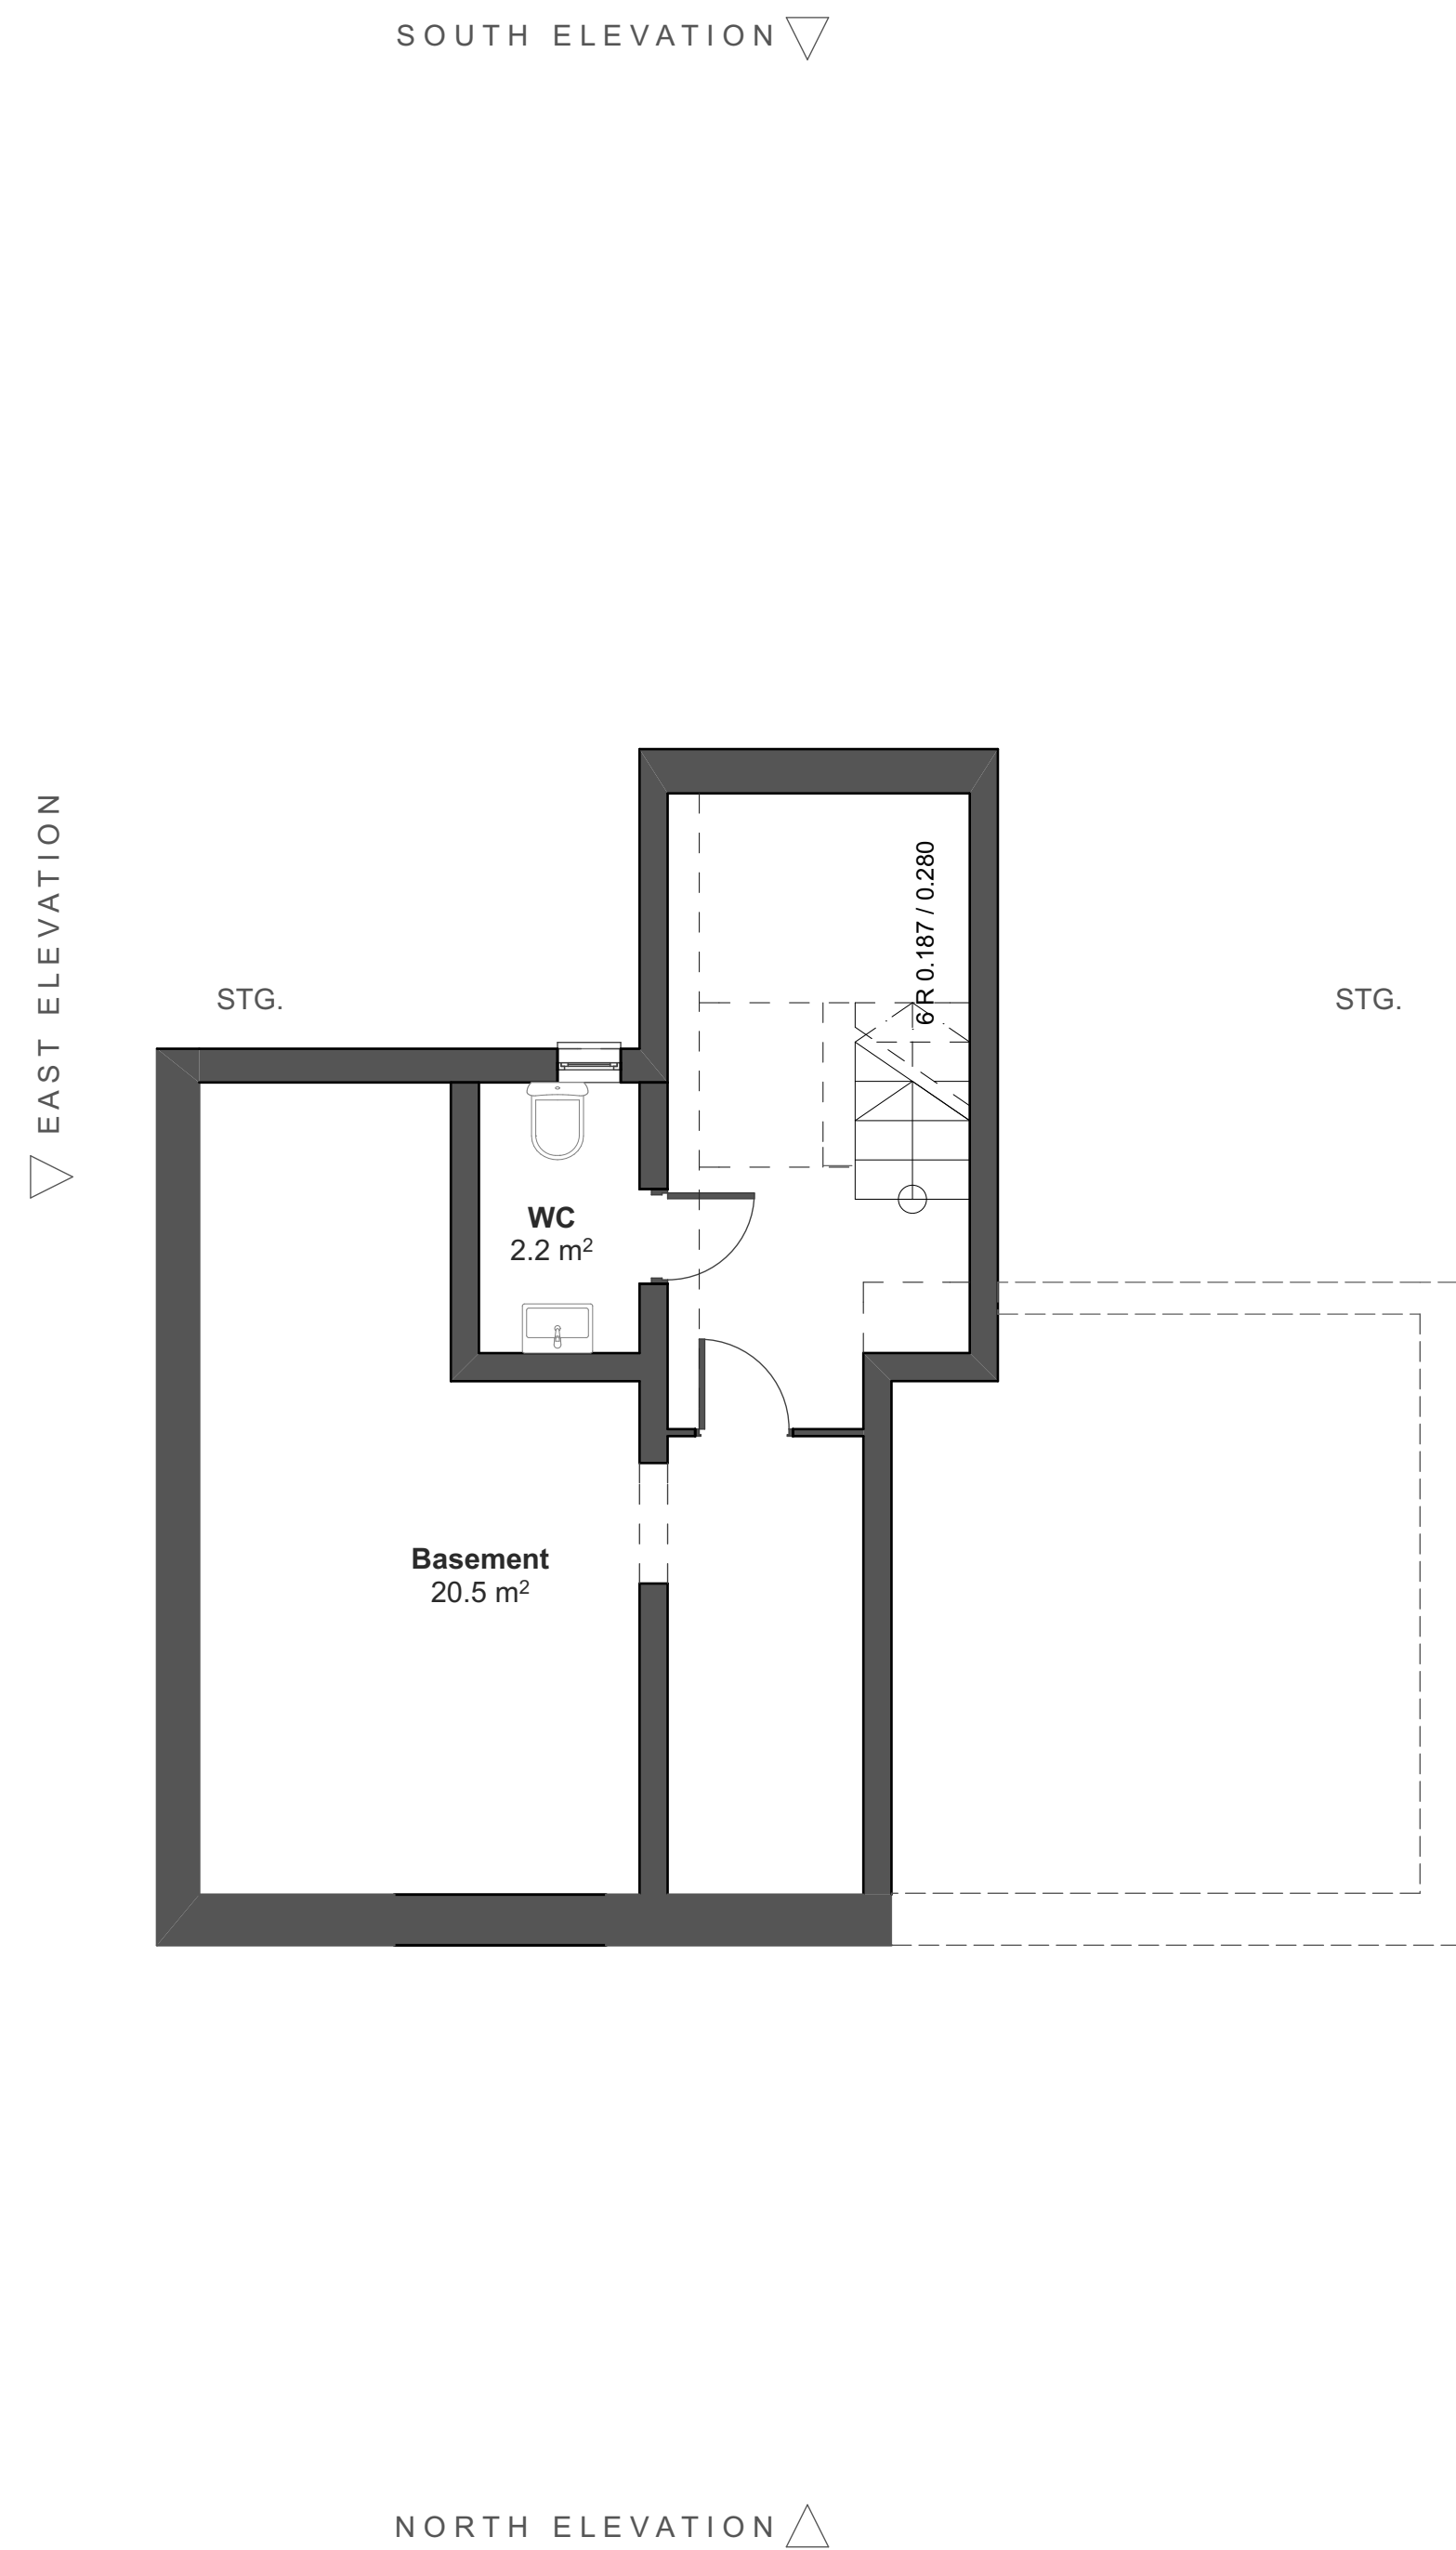 SOUTH ELEVATION
EAST ELEVATION
6 R 0.187 / 0.280
STG.
STG.
WC
2.2 m²
Basement
20.5 m²
NORTH ELEVATION